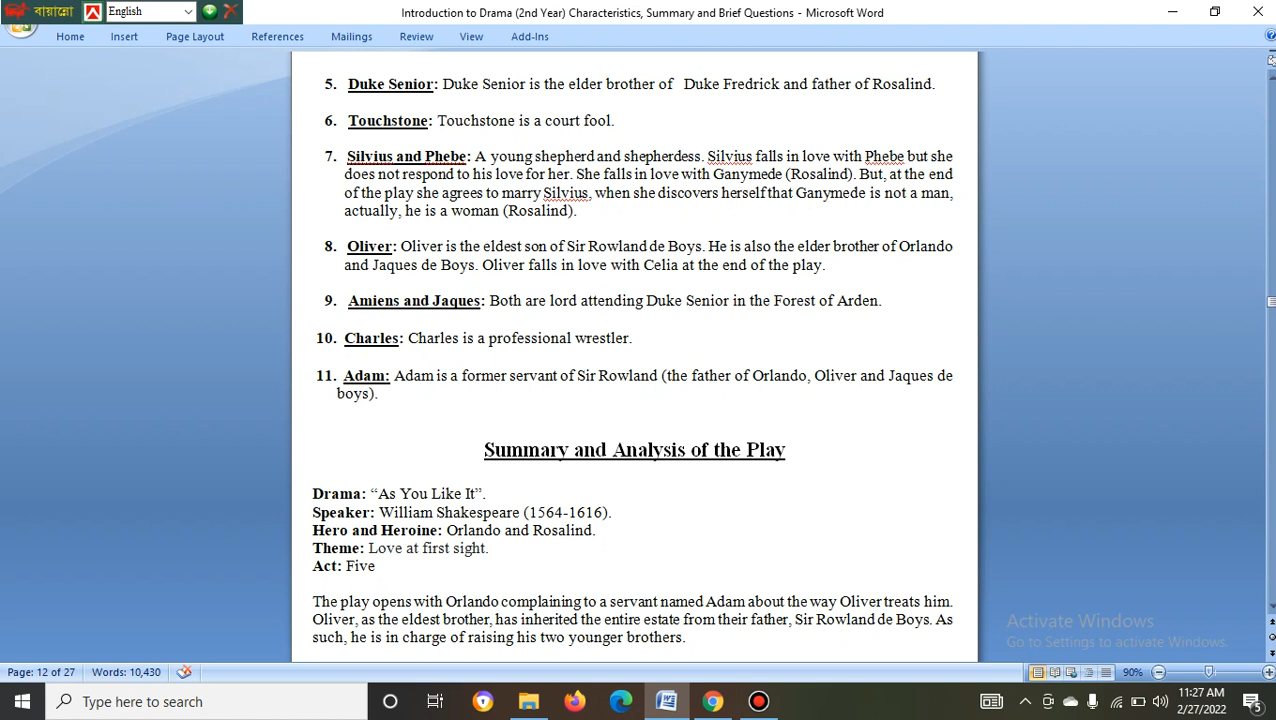 বায়ান্নো
English
Introduction to Drama (2nd Year) Characteristics, Summary and Brief Questions - Microsoft Word
Home Insert Page Layout References Mailings Review View Add-Ins
5. Duke Senior: Duke Senior is the elder brother of Duke Fredrick and father of Rosalind.
6. Touchstone: Touchstone is a court fool.
7. Silvius and Phebe: A young shepherd and shepherdess. Silvius falls in love with Phebe but she
does not respond to his love for her. She falls in love with Ganymede (Rosalind). But, at the end
of the play she agrees to marry Silvius, when she discovers herself that Ganymede is not a man,
actually, he is a woman (Rosalind).
8. Oliver: Oliver is the eldest son of Sir Rowland de Boys. He is also the elder brother of Orlando
and Jaques de Boys. Oliver falls in love with Celia at the end of the play.
9. Amiens and Jaques: Both are lord attending Duke Senior in the Forest of Arden.
10. Charles: Charles is a professional wrestler.
11. Adam: Adam is a former servant of Sir Rowland (the father of Orlando, Oliver and Jaques de
boys).
Summary and Analysis of the Play
Drama: “As You Like It”.
Speaker: William Shakespeare (1564-1616).
Hero and Heroine: Orlando and Rosalind.
Theme: Love at first sight.
Act: Five
The play opens with Orlando complaining to a servant named Adam about the way Oliver treats him.
Oliver, as the eldest brother, has inherited the entire estate from their father, Sir Rowland de Boys. As
such, he is in charge of raising his two younger brothers.
Activate Windows
Go to Settings to activate Windows.
Page: 12 of 27 Words: 10,430 90%
Type here to search
11:27 AM
2/27/2022
5